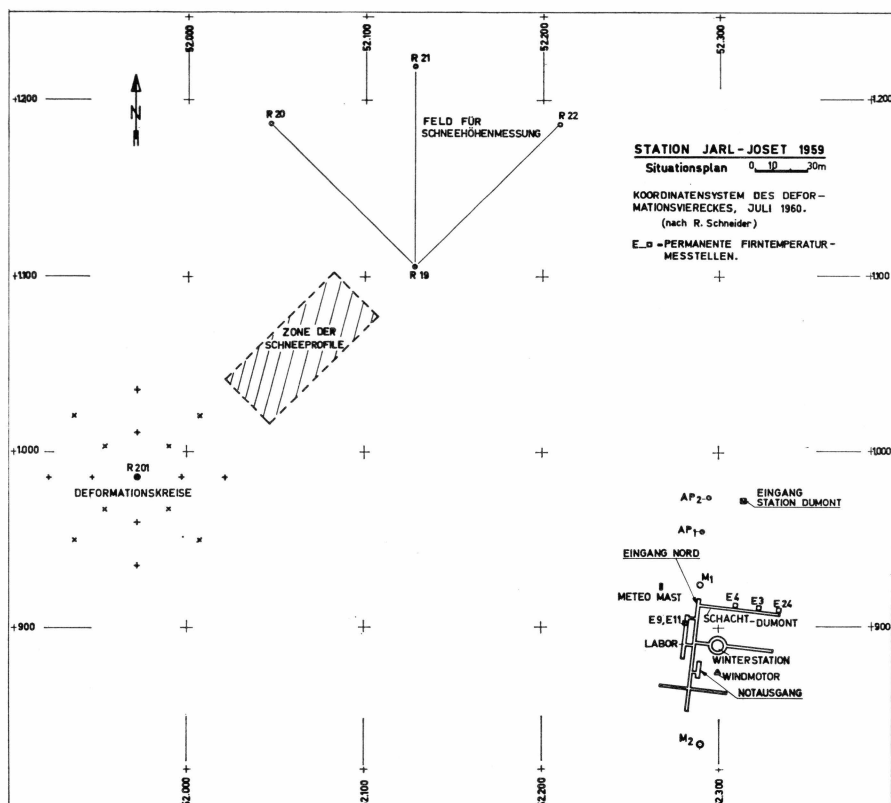 52.000
52.100
52.200
52.300
R 21
+1.200
+1.200
N
R 20
FELD FÜR
SCHNEEHÖHENMESSUNG
R 22
STATION JARL-JOSET 1959
Situationsplan 0 10 30m
KOORDINATENSYSTEM DES DEFOR-
MATIONSVIERECKES, JULI 1960.
(nach R. Schneider)
E_□ = PERMANENTE FIRNTEMPERATUR-
MESSTELLEN.
R 19
+1.100
+1.100
ZONE DER
SCHNEEPROFILE
+1.000
+1.000
R 201
DEFORMATIONSKREISE
AP2
EINGANG
STATION DUMONT
AP1
EINGANG NORD
M1
METEO MAST
E4
E3
E24
E9, E11
SCHACHT-DUMONT
+900
+900
LABOR
WINTERSTATION
WINDMOTOR
NOTAUSGANG
M2
52.000
52.100
52.200
52.300